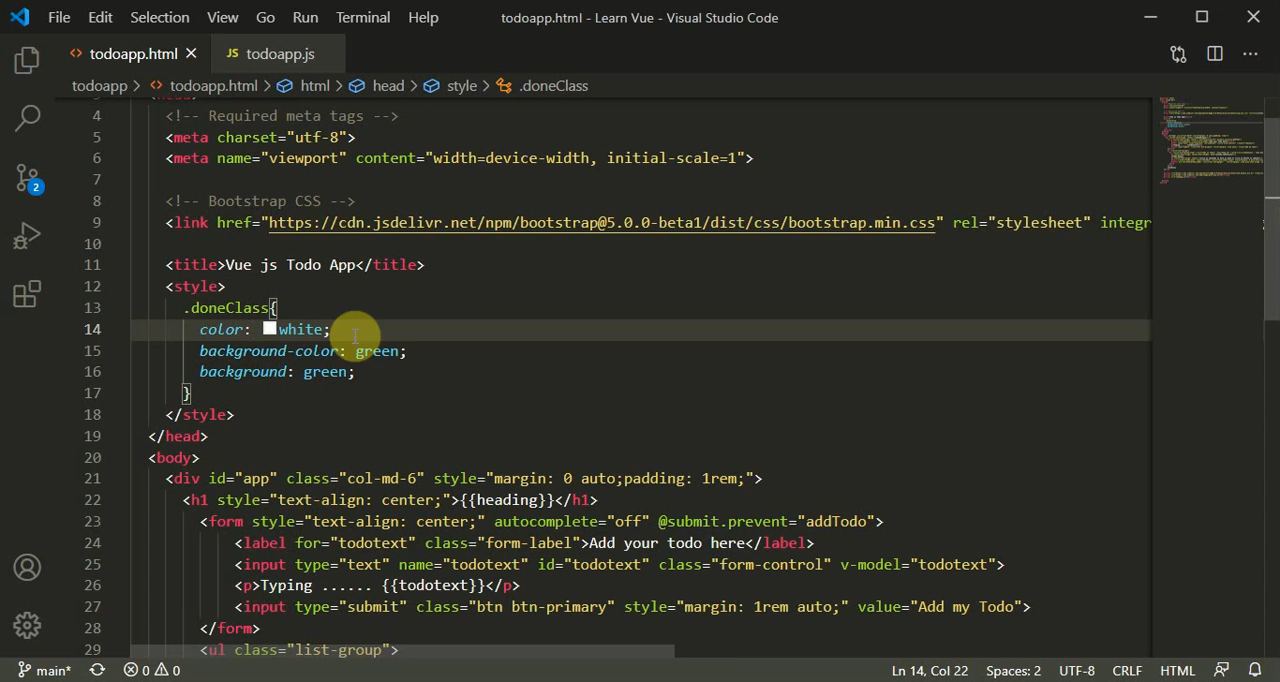 File Edit Selection View Go Run Terminal Help todoapp.html - Learn Vue - Visual Studio Code
todoapp.html JS todoapp.js
todoapp > todoapp.html > html > head > style > .doneClass
4 <!-- Required meta tags -->
5 <meta charset="utf-8">
6 <meta name="viewport" content="width=device-width, initial-scale=1">
7
8 <!-- Bootstrap CSS -->
9 <link href="https://cdn.jsdelivr.net/npm/bootstrap@5.0.0-beta1/dist/css/bootstrap.min.css" rel="stylesheet" integr
10
11 <title>Vue js Todo App</title>
12 <style>
13 .doneClass{
14 color: white;
15 background-color: green;
16 background: green;
17 }
18 </style>
19 </head>
20 <body>
21 <div id="app" class="col-md-6" style="margin: 0 auto;padding: 1rem;">
22 <h1 style="text-align: center;">{{heading}}</h1>
23 <form style="text-align: center;" autocomplete="off" @submit.prevent="addTodo">
24 <label for="todotext" class="form-label">Add your todo here</label>
25 <input type="text" name="todotext" id="todotext" class="form-control" v-model="todotext">
26 <p>Typing ...... {{todotext}}</p>
27 <input type="submit" class="btn btn-primary" style="margin: 1rem auto;" value="Add my Todo">
28 </form>
29 <ul class="list-group">
2
main* 0 0 Ln 14, Col 22 Spaces: 2 UTF-8 CRLF HTML